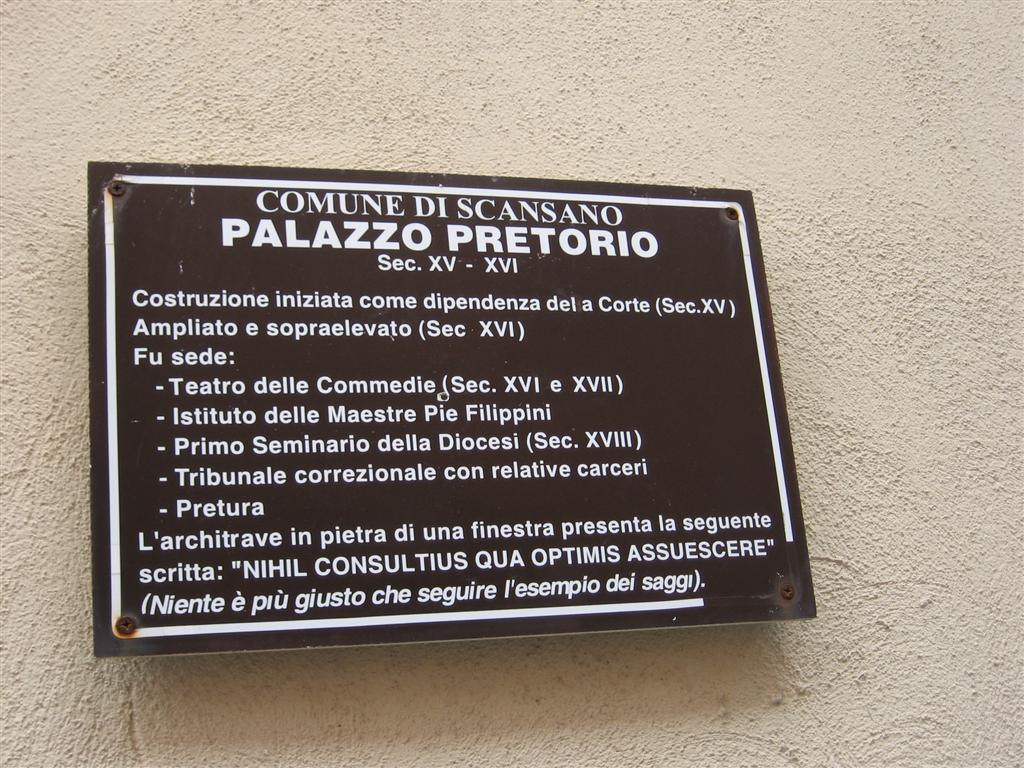 COMUNE DI SCANSANO
PALAZZO PRETORIO
Sec. XV - XVI
Costruzione iniziata come dipendenza del a Corte (Sec.XV)
Ampliato e sopraelevato (Sec XVI)
Fu sede:
- Teatro delle Commedie (Sec. XVI e XVII)
- Istituto delle Maestre Pie Filippini
- Primo Seminario della Diocesi (Sec. XVIII)
- Tribunale correzionale con relative carceri
- Pretura
L'architrave in pietra di una finestra presenta la seguente
scritta: "NIHIL CONSULTIUS QUA OPTIMIS ASSUESCERE"
(Niente è più giusto che seguire l'esempio dei saggi).